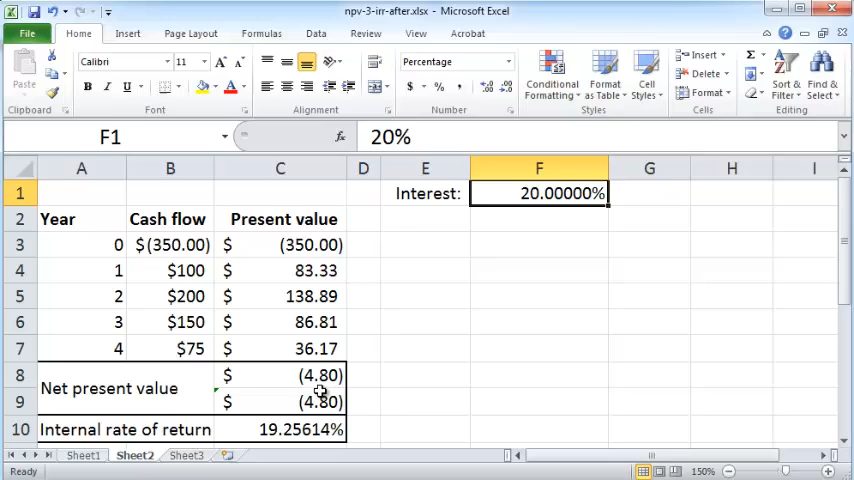 npv-3-irr-after.xlsx - Microsoft Excel
File Home Insert Page Layout Formulas Data Review View Acrobat
Paste
Calibri 11
B I U A
Percentage
$ % ,
Conditional Formatting
Format as Table
Cell Styles
Insert
Delete
Format
Σ
Sort & Filter
Find & Select
Clipboard Font Alignment Number Styles Cells Editing
F1 fx 20%
A B C D E F G H I
1 Interest: 20.00000%
2 Year Cash flow Present value
3 0 $(350.00) $ (350.00)
4 1 $100 $ 83.33
5 2 $200 $ 138.89
6 3 $150 $ 86.81
7 4 $75 $ 36.17
8 Net present value $ (4.80)
9 $ (4.80)
10 Internal rate of return 19.25614%
Sheet1 Sheet2 Sheet3
Ready 150%